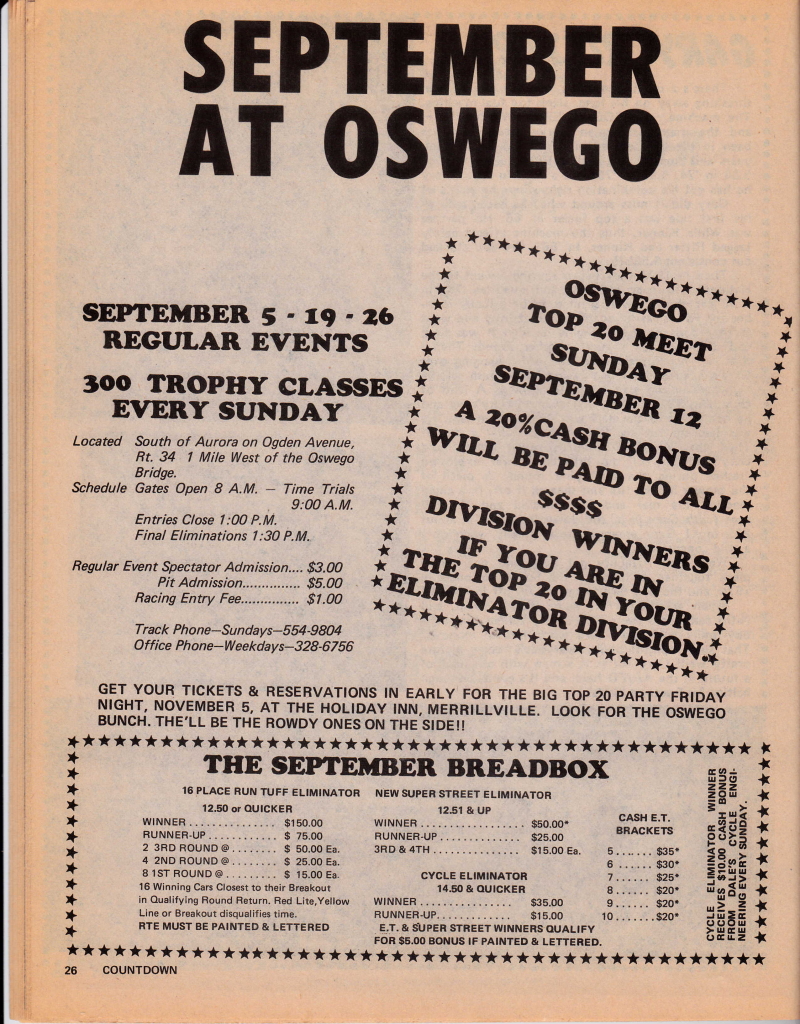 SEPTEMBER
AT OSWEGO
SEPTEMBER 5 - 19 - 26
REGULAR EVENTS
300 TROPHY CLASSES
EVERY SUNDAY
Located South of Aurora on Ogden Avenue,
Rt. 34 1 Mile West of the Oswego
Bridge.
Schedule Gates Open 8 A.M. — Time Trials
9:00 A.M.
Entries Close 1:00 P.M.
Final Eliminations 1:30 P.M.
Regular Event Spectator Admission.... $3.00
Pit Admission.............. $5.00
Racing Entry Fee.............. $1.00
Track Phone—Sundays—554-9804
Office Phone—Weekdays—328-6756
OSWEGO
TOP 20 MEET
SUNDAY
SEPTEMBER 12
A 20%CASH BONUS
WILL BE PAID TO ALL
$$$$
DIVISION WINNERS
IF YOU ARE IN
THE TOP 20 IN YOUR
ELIMINATOR DIVISION.
GET YOUR TICKETS & RESERVATIONS IN EARLY FOR THE BIG TOP 20 PARTY FRIDAY
NIGHT, NOVEMBER 5, AT THE HOLIDAY INN, MERRILLVILLE. LOOK FOR THE OSWEGO
BUNCH. THE'LL BE THE ROWDY ONES ON THE SIDE!!
THE SEPTEMBER BREADBOX
16 PLACE RUN TUFF ELIMINATOR
12.50 or QUICKER
WINNER ............... $150.00
RUNNER-UP ............ $ 75.00
2 3RD ROUND @ ........ $ 50.00 Ea.
4 2ND ROUND @ ........ $ 25.00 Ea.
8 1ST ROUND @ ........ $ 15.00 Ea.
16 Winning Cars Closest to their Breakout
in Qualifying Round Return. Red Lite,Yellow
Line or Breakout disqualifies time.
RTE MUST BE PAINTED & LETTERED
NEW SUPER STREET ELIMINATOR
12.51 & UP
WINNER .................. $50.00*
RUNNER-UP ................ $25.00
3RD & 4TH ............... $15.00 Ea.
CYCLE ELIMINATOR
14.50 & QUICKER
WINNER .................. $35.00
RUNNER-UP................ $15.00
E.T. & SUPER STREET WINNERS QUALIFY
FOR $5.00 BONUS IF PAINTED & LETTERED.
CASH E.T.
BRACKETS
5 ....... $35*
6 ...... $30*
7 ...... $25*
8 ...... $20*
9 ...... $20*
10 .......$20*
CYCLE ELIMINATOR WINNER
RECEIVES $10.00 CASH BONUS
FROM DALE'S CYCLE ENGI-
NEERING EVERY SUNDAY.
26 COUNTDOWN